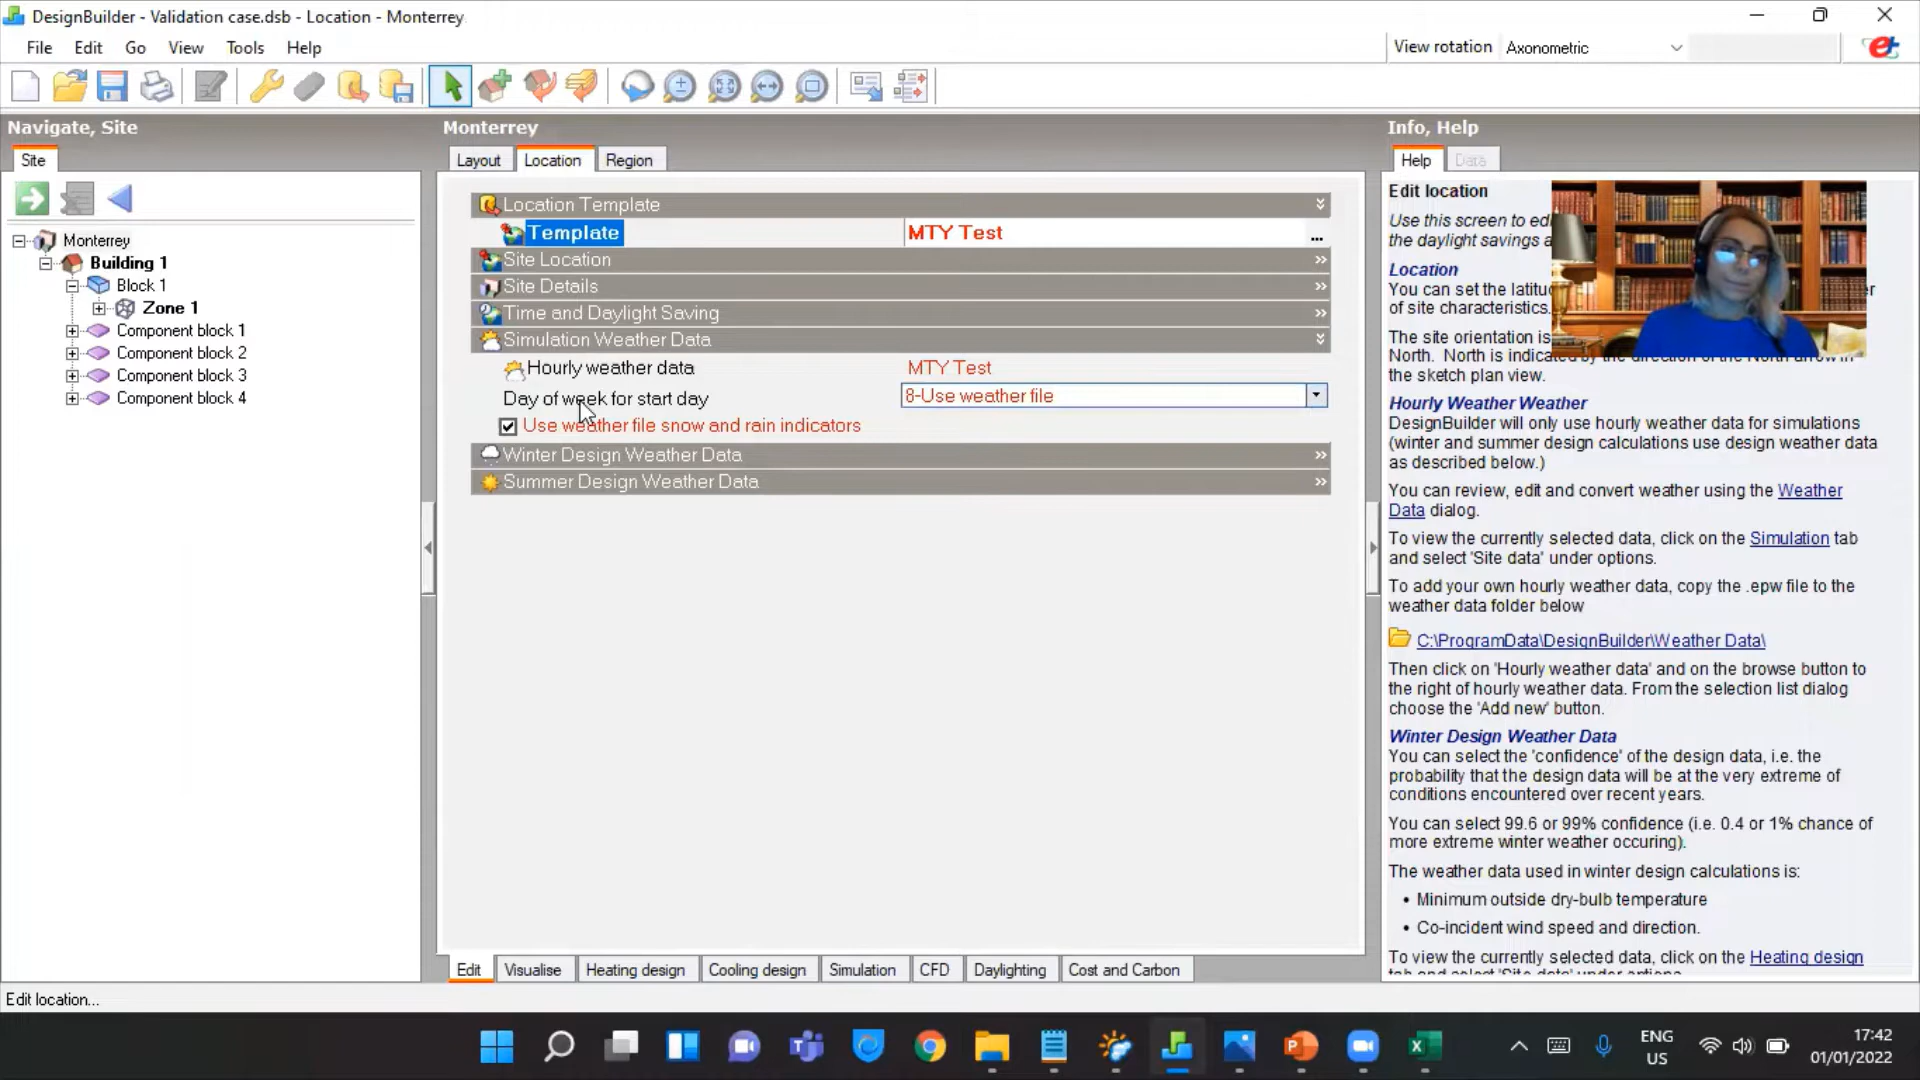 DesignBuilder - Validation case.dsb - Location - Monterrey
File Edit Go View Tools Help
View rotation Axonometric
Navigate, Site
Site
Monterrey
Building 1
Block 1
Zone 1
Component block 1
Component block 2
Component block 3
Component block 4
Monterrey
Layout Location Region
Location Template
Template MTY Test ...
Site Location
Site Details
Time and Daylight Saving
Simulation Weather Data
Hourly weather data MTY Test
Day of week for start day 8-Use weather file
Use weather file snow and rain indicators
Winter Design Weather Data
Summer Design Weather Data
Edit Visualise Heating design Cooling design Simulation CFD Daylighting Cost and Carbon
Info, Help
Help Data
Edit location
Use this screen to
the daylight savings
Location
You can set the
of site characteristics.
The site orientation is
North. North is indicated by the direction of the North arrow in
the sketch plan view.
Hourly Weather Weather
DesignBuilder will only use hourly weather data for simulations
(winter and summer design calculations use design weather data
as described below.)
You can review, edit and convert weather using the Weather
Data dialog.
To view the currently selected data, click on the Simulation tab
and select 'Site data' under options.
To add your own hourly weather data, copy the .epw file to the
weather data folder below
C:\ProgramData\DesignBuilder\Weather Data\
Then click on 'Hourly weather data' and on the browse button to
the right of hourly weather data. From the selection list dialog
choose the 'Add new' button.
Winter Design Weather Data
You can select the 'confidence' of the design data, i.e. the
probability that the design data will be at the very extreme of
conditions encountered over recent years.
You can select 99.6 or 99% confidence (i.e. 0.4 or 1% chance of
more extreme winter weather occuring).
The weather data used in winter design calculations is:
• Minimum outside dry-bulb temperature
• Co-incident wind speed and direction.
To view the currently selected data, click on the Heating design
tab and select 'Site data' under options.
Edit location...
ENG
US
17:42
01/01/2022